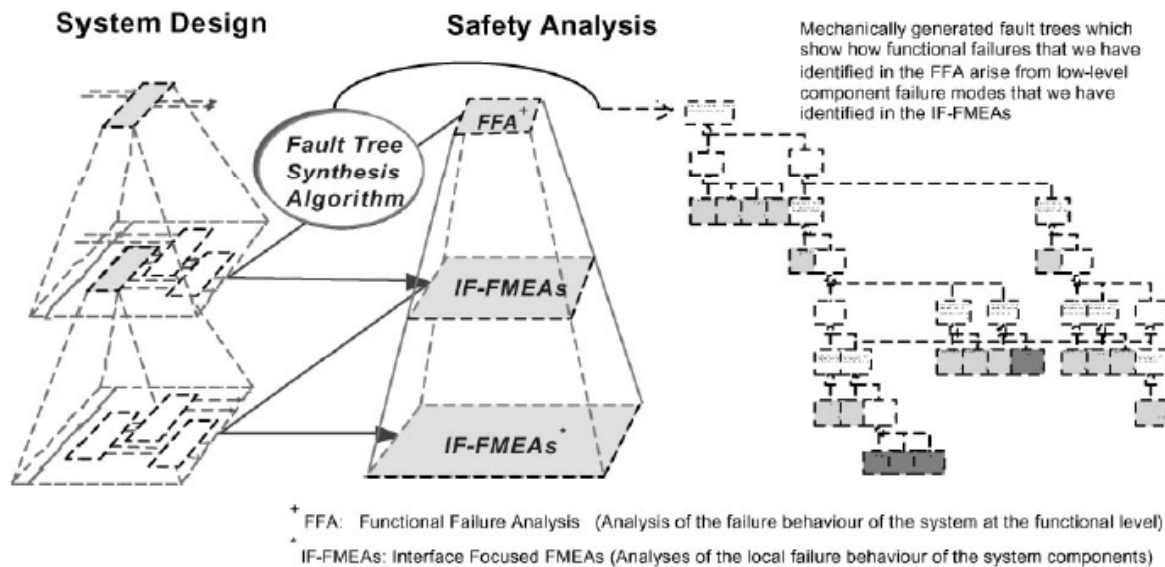 System Design
Safety Analysis
Mechanically generated fault trees which
show how functional failures that we have
identified in the FFA arise from low-level
component failure modes that we have
identified in the IF-FMEAs
FFA+
Fault Tree
Synthesis
Algorithm
IF-FMEAs
IF-FMEAs*
+ FFA: Functional Failure Analysis (Analysis of the failure behaviour of the system at the functional level)
* IF-FMEAs: Interface Focused FMEAs (Analyses of the local failure behaviour of the system components)